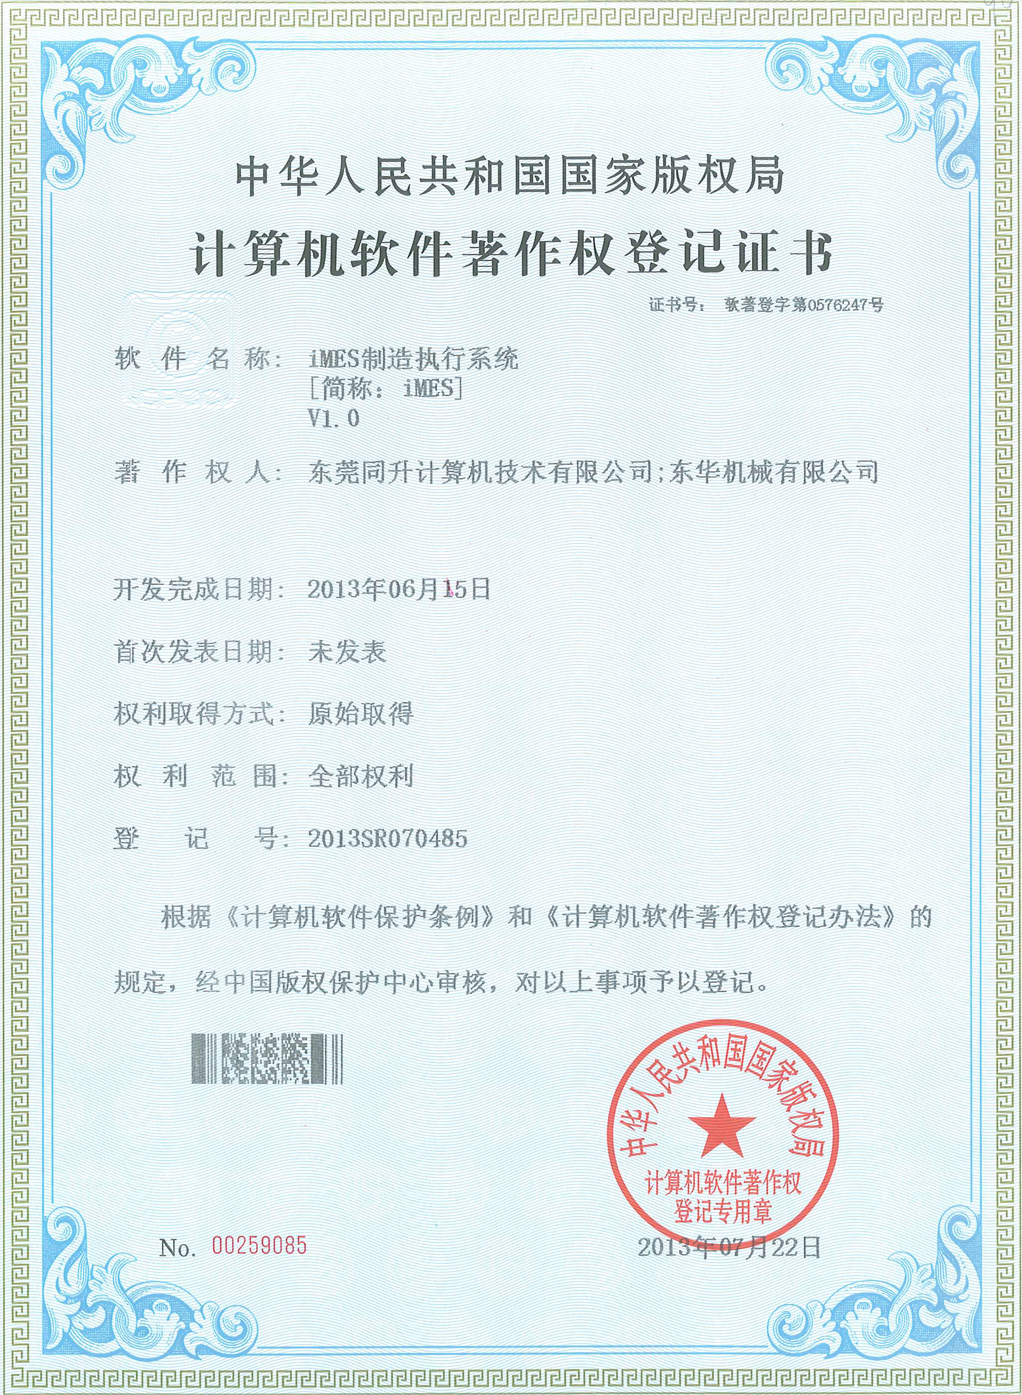 中华人民共和国国家版权局
计算机软件著作权登记证书
证书号： 软著登字第0576247号
软件名称： iMES制造执行系统
[简称：iMES]
V1.0
著作权人： 东莞同升计算机技术有限公司;东华机械有限公司
开发完成日期： 2013年06月15日
首次发表日期： 未发表
权利取得方式： 原始取得
权利范围： 全部权利
登记号： 2013SR070485
根据《计算机软件保护条例》和《计算机软件著作权登记办法》的
规定，经中国版权保护中心审核，对以上事项予以登记。
中华人民共和国国家版权局
计算机软件著作权
登记专用章
No. 00259085
2013年07月22日